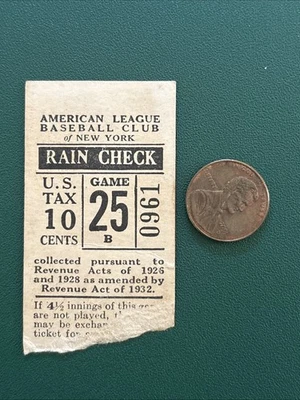 AMERICAN LEAGUE
BASEBALL CLUB
OF NEW YORK
RAIN CHECK
U.S.
TAX
10
CENTS
GAME
25
B
0961
collected pursuant to
Revenue Acts of 1926
and 1928 as amended by
Revenue Act of 1932.
If 4½ innings of this
are not played,
may be
ticket for